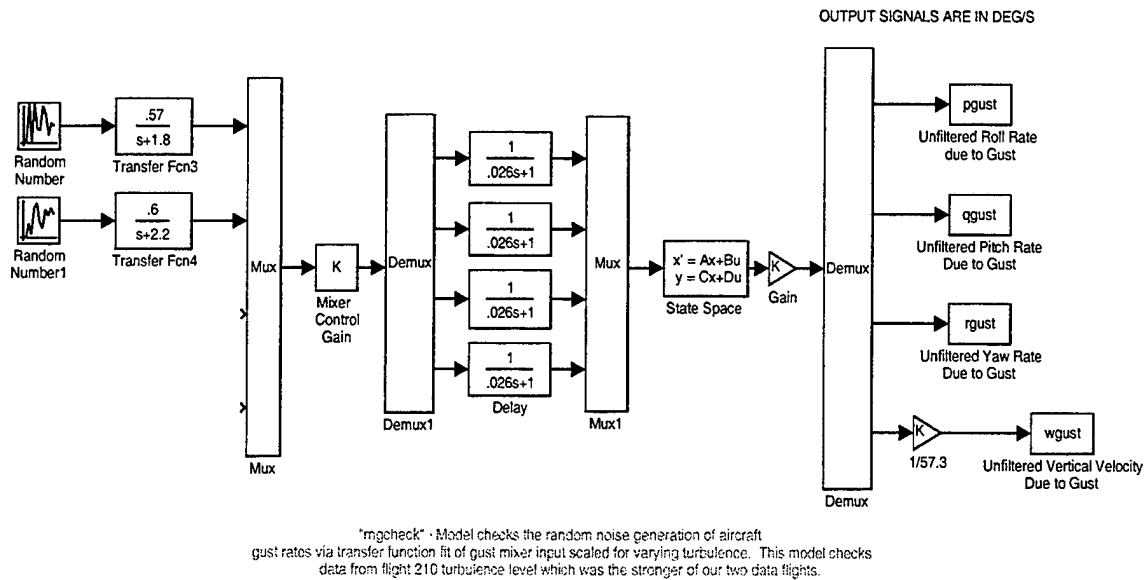 OUTPUT SIGNALS ARE IN DEG/S
.57
s+1.8
Random
Number
Transfer Fcn3
.6
s+2.2
Random
Number1
Transfer Fcn4
Mux
Mux
K
Mixer
Control
Gain
Demux
Demux1
1
.026s+1
1
.026s+1
1
.026s+1
1
.026s+1
Delay
Mux
Mux1
x' = Ax+Bu
y = Cx+Du
State Space
K
Gain
Demux
Demux
pgust
Unfiltered Roll Rate
due to Gust
qgust
Unfiltered Pitch Rate
Due to Gust
rgust
Unfiltered Yaw Rate
Due to Gust
K
1/57.3
wgust
Unfiltered Vertical Velocity
Due to Gust
"rngcheck" - Model checks the random noise generation of aircraft
gust rates via transfer function fit of gust mixer input scaled for varying turbulence. This model checks
data from flight 210 turbulence level which was the stronger of our two data flights.